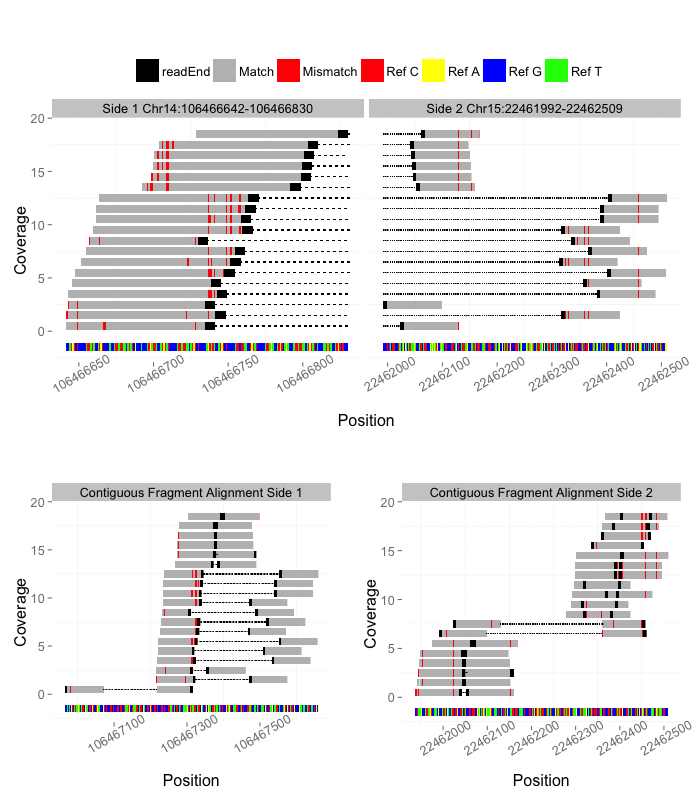 readEnd Match Mismatch Ref C Ref A Ref G Ref T
Side 1 Chr14:106466642-106466830 Side 2 Chr15:22461992-22462509
20
15
10
5
0
Coverage
106466650 106466700 106466750 106466800 22462000 22462100 22462200 22462300 22462400 22462500
Position
Contiguous Fragment Alignment Side 1 Contiguous Fragment Alignment Side 2
20 20
15 15
10 10
5 5
0 0
Coverage Coverage
106467100 106467300 106467500 22462000 22462100 22462200 22462300 22462400 22462500
Position Position